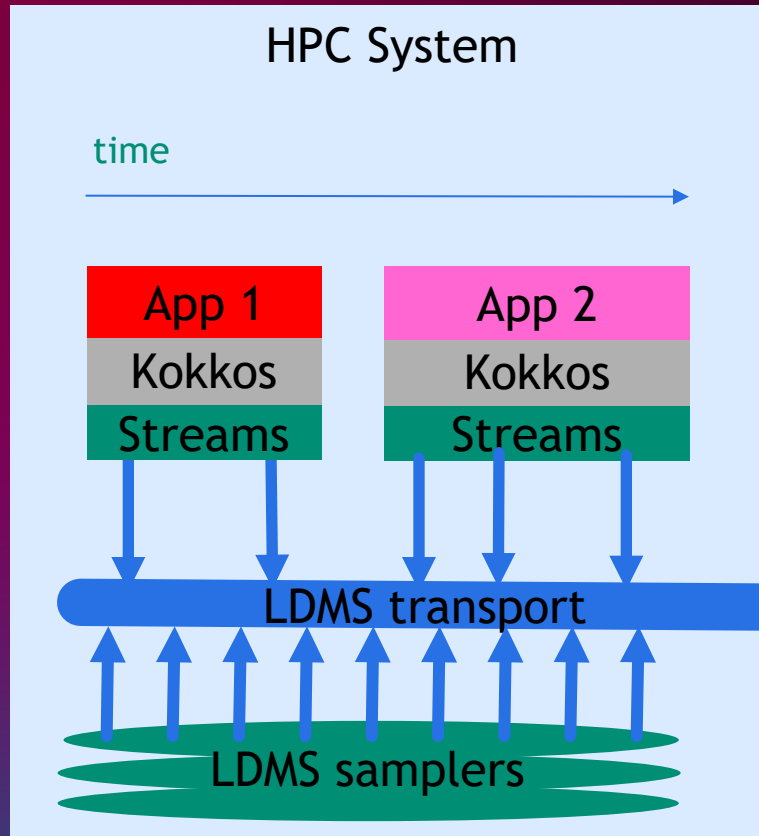 HPC System
time
App 1
App 2
Kokkos
Kokkos
Streams
Streams
LDMS transport
LDMS samplers